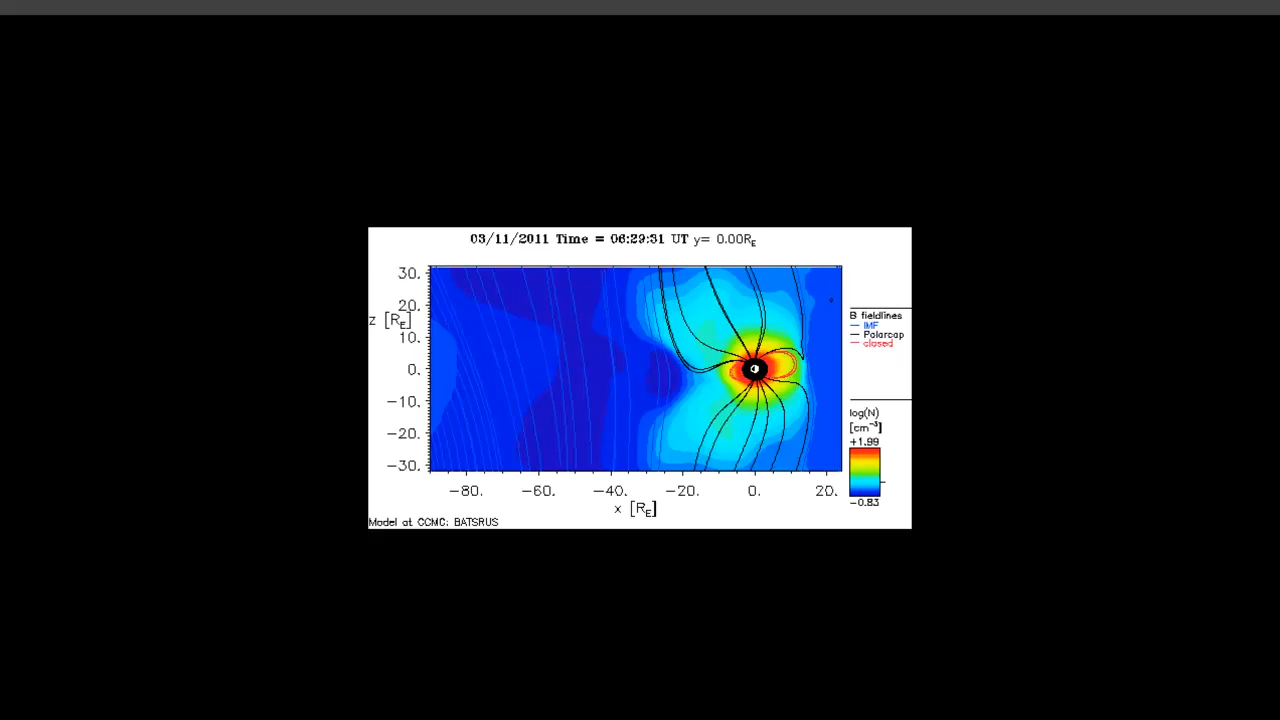 03/11/2011 Time = 06:29:31 UT y= 0.00RE
30.
20.
z [RE]
10.
0.
−10.
−20.
−30.
−80. −60. −40. −20. 0. 20.
x [RE]
B fieldlines
IMF
Polarcap
closed
log(N)
[cm⁻³]
+1.99
−0.83
Model at CCMC: BATSRUS